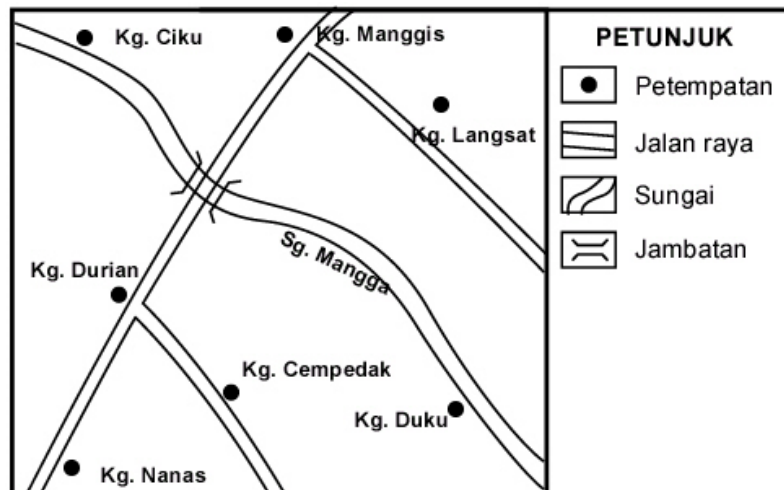 Kg. Ciku
Kg. Manggis
Kg. Langsat
Sg. Mangga
Kg. Durian
Kg. Cempedak
Kg. Duku
Kg. Nanas
PETUNJUK
Petempatan
Jalan raya
Sungai
Jambatan